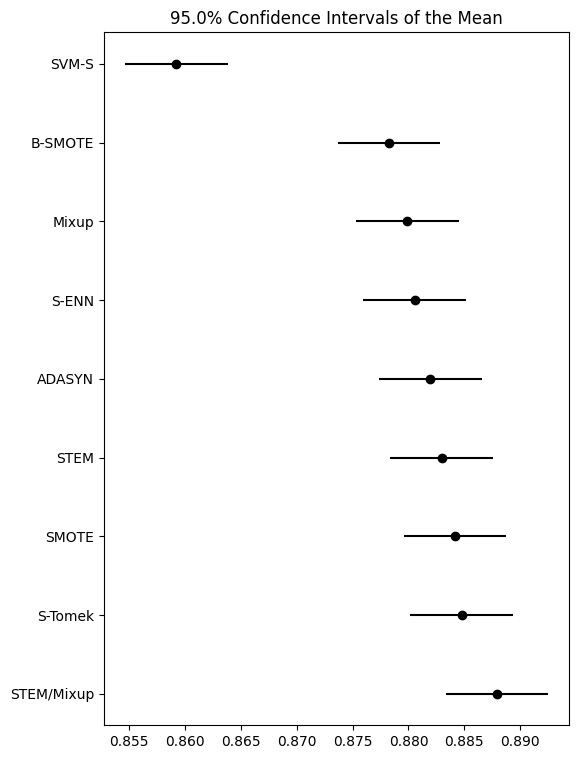 95.0% Confidence Intervals of the Mean
SVM-S
B-SMOTE
Mixup
S-ENN
ADASYN
STEM
SMOTE
S-Tomek
STEM/Mixup
0.855 0.860 0.865 0.870 0.875 0.880 0.885 0.890